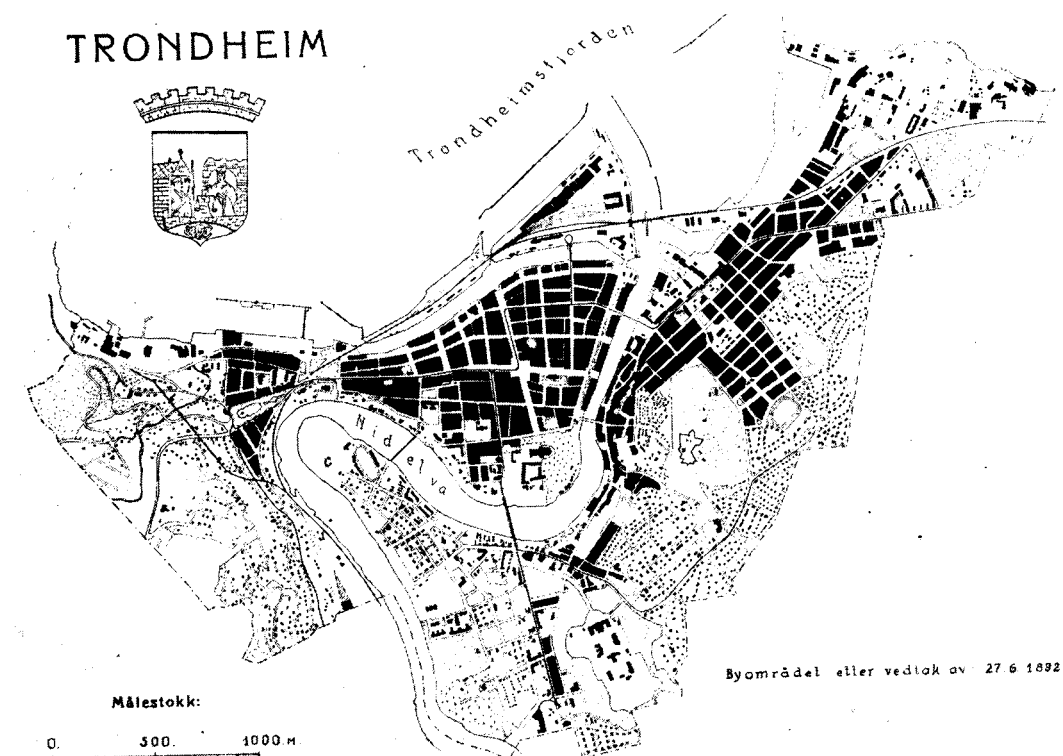 TRONDHEIM
Trondheimsfjorden
Nidelva
Byområdet etter vedtak av 27.6.1892
Målestokk:
0. 500. 1000 M.